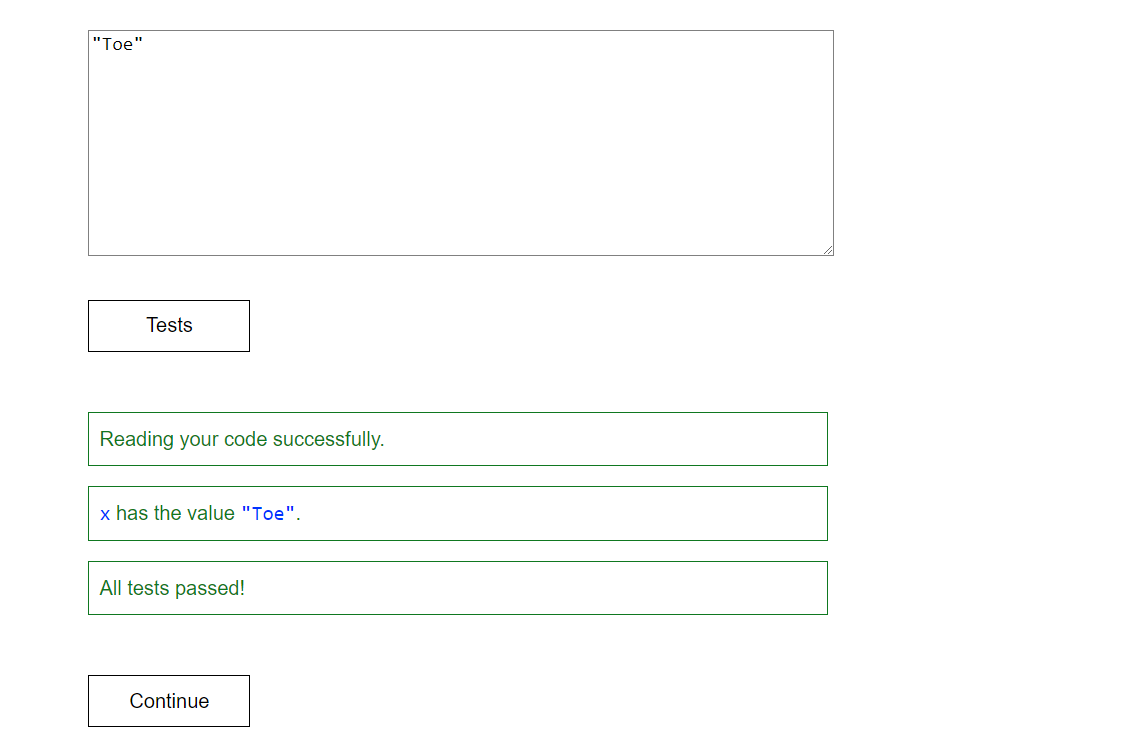 "Toe"
Tests
Reading your code successfully.
x has the value "Toe".
All tests passed!
Continue